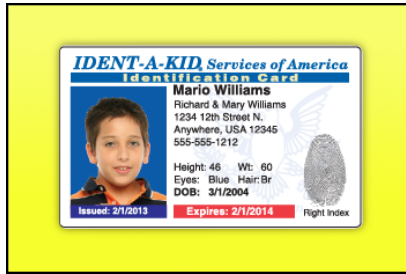 IDENT-A-KID, Services of America
Identification Card
Mario Williams
Richard & Mary Williams
1234 12th Street N.
Anywhere, USA 12345
555-555-1212
Height: 46 Wt: 60
Eyes: Blue Hair:Br
DOB: 3/1/2004
Issued: 2/1/2013
Expires: 2/1/2014
Right Index